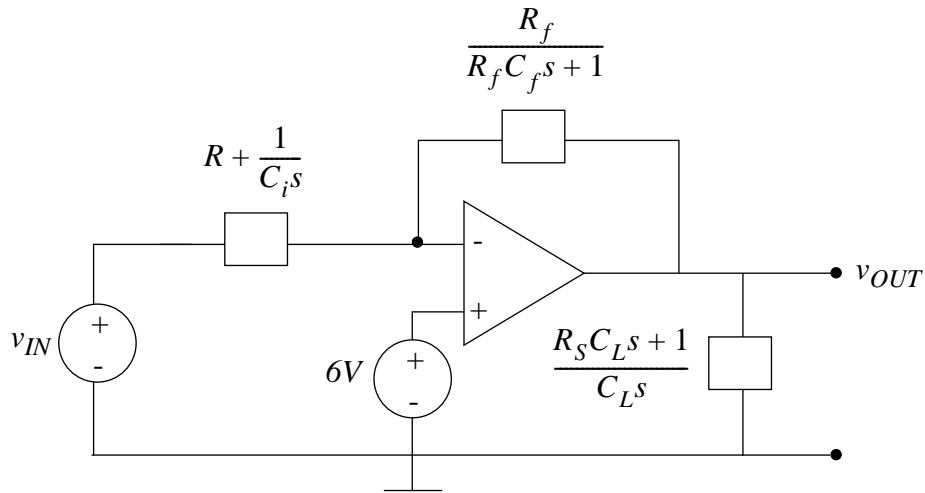 R_f
R_f C_f s + 1
R + 1
C_i s
-
+
v_IN
+
-
6V
+
-
v_OUT
R_S C_L s + 1
C_L s